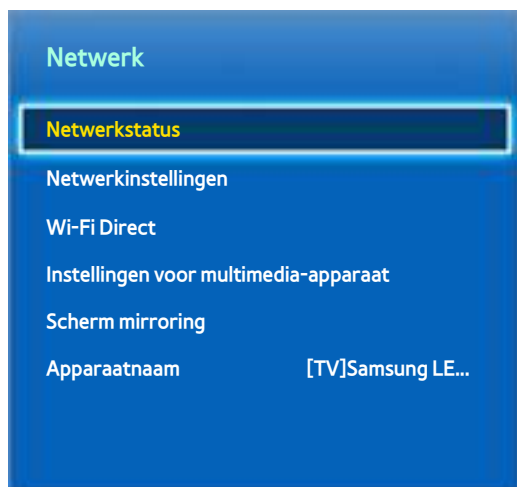 Netwerk
Netwerkstatus
Netwerkinstellingen
Wi-Fi Direct
Instellingen voor multimedia-apparaat
Scherm mirroring
Apparaatnaam [TV]Samsung LE...